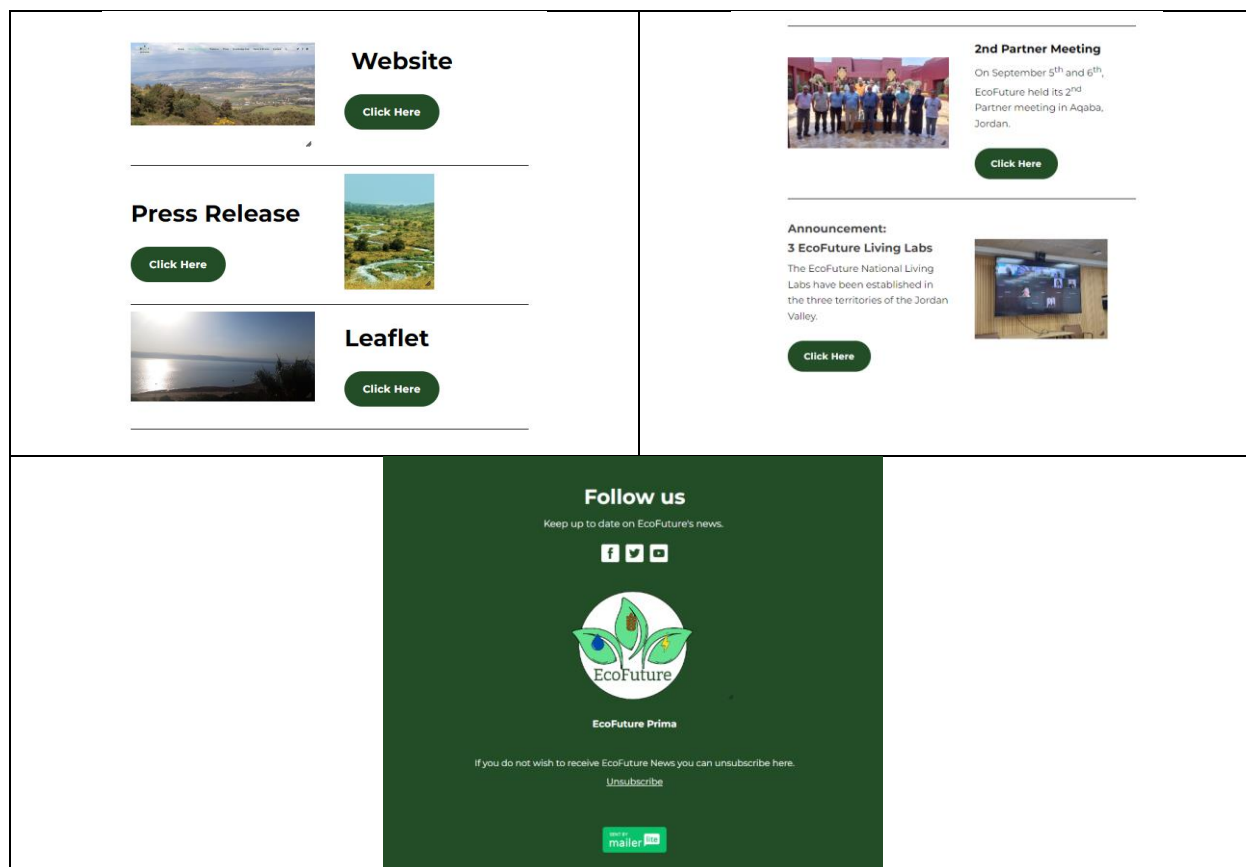 Website
Click Here
Press Release
Click Here
Leaflet
Click Here
2nd Partner Meeting
On September 5th and 6th,
EcoFuture held its 2nd
Partner meeting in Aqaba,
Jordan.
Click Here
Announcement:
3 EcoFuture Living Labs
The EcoFuture National Living
Labs have been established in
the three territories of the Jordan
Valley.
Click Here
Follow us
Keep up to date on EcoFuture's news.
EcoFuture
EcoFuture Prima
If you do not wish to receive EcoFuture News you can unsubscribe here.
Unsubscribe
SENT BY
mailer lite